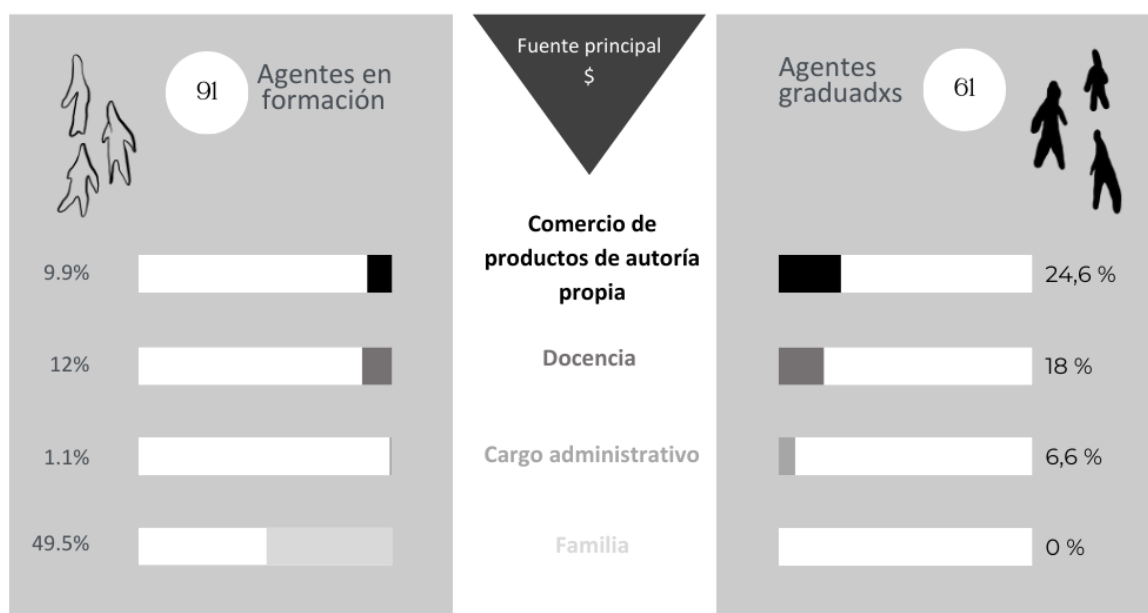 91
Agentes en
formación
Fuente principal
$
Agentes
graduadxs
61
Comercio de
productos de autoría
propia
9.9%
24,6 %
Docencia
12%
18 %
Cargo administrativo
1.1%
6,6 %
Familia
49.5%
0 %